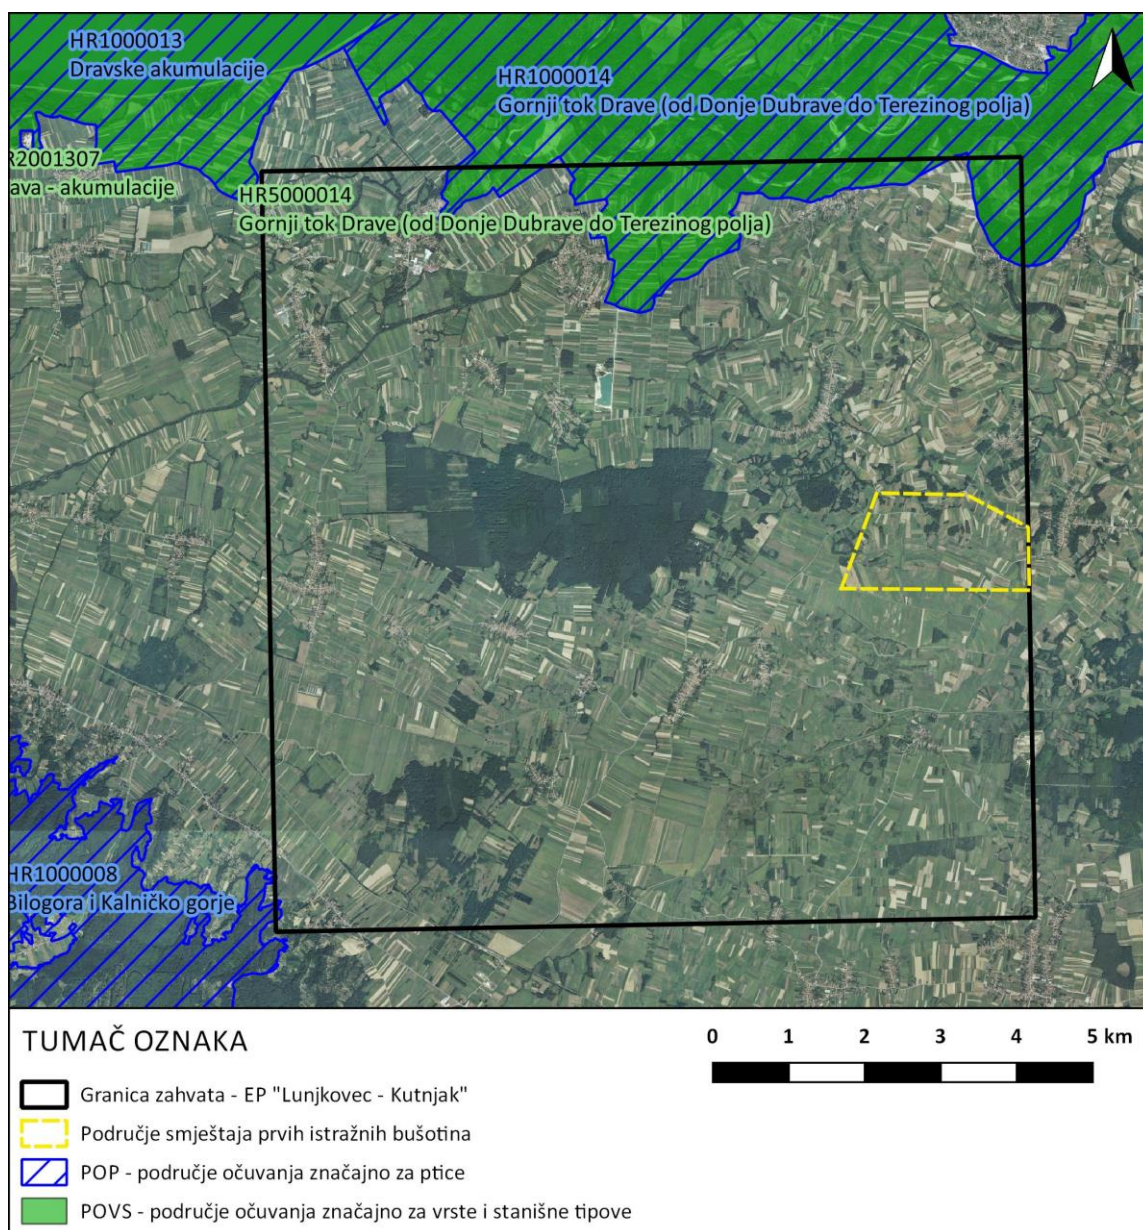 HR1000013
Dravske akumulacije
HR1000014
Gornji tok Drave (od Donje Dubrave do Terezinog polja)
R2001307
ava - akumulacije
HR5000014
Gornji tok Drave (od Donje Dubrave do Terezinog polja)
HR1000008
Bilogora i Kalničko gorje
TUMAČ OZNAKA
0 1 2 3 4 5 km
Granica zahvata - EP "Lunjkovec - Kutnjak"
Područje smještaja prvih istražnih bušotina
POP - područje očuvanja značajno za ptice
POVS - područje očuvanja značajno za vrste i stanišne tipove